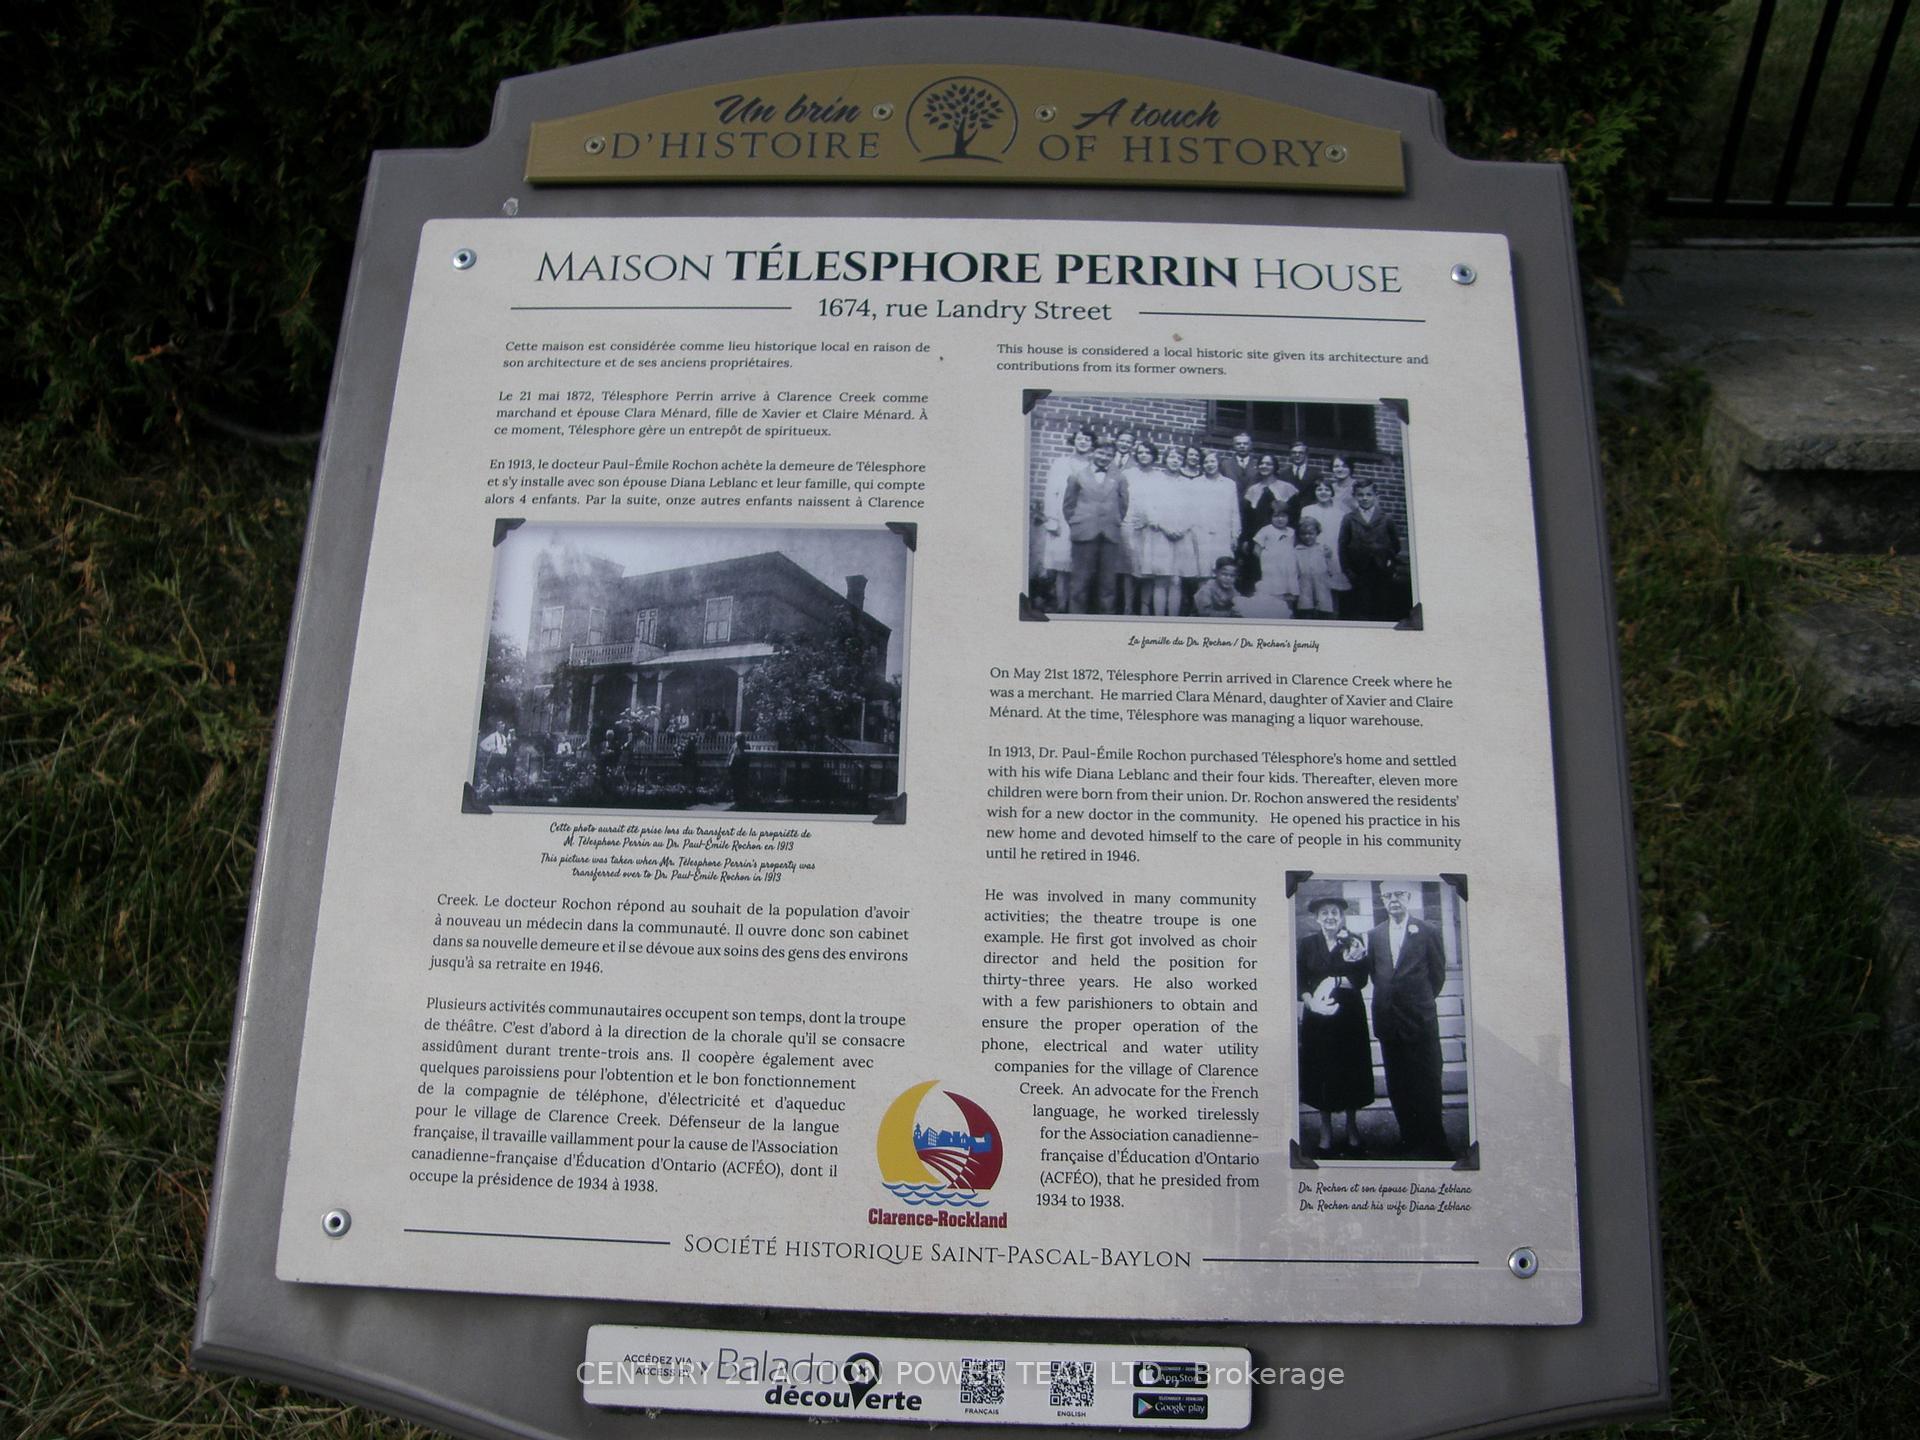 Un brin
D'HISTOIRE
A touch
OF HISTORY
MAISON TÉLESPHORE PERRIN HOUSE
1674, rue Landry Street
Cette maison est considérée comme lieu historique local en raison de
son architecture et de ses anciens propriétaires.
Le 21 mai 1872, Télesphore Perrin arrive à Clarence Creek comme
marchand et épouse Clara Ménard, fille de Xavier et Claire Ménard. À
ce moment, Télesphore gère un entrepôt de spiritueux.
En 1913, le docteur Paul-Émile Rochon achète la demeure de Télesphore
et s'y installe avec son épouse Diana Leblanc et leur famille, qui compte
alors 4 enfants. Par la suite, onze autres enfants naissent à Clarence
Cette photo aurait été prise lors du transfert de la propriété de
M. Télesphore Perrin au Dr. Paul-Émile Rochon en 1913
This picture was taken when Mr. Télesphore Perrin's property was
transferred over to Dr. Paul-Émile Rochon in 1913
Creek. Le docteur Rochon répond au souhait de la population d'avoir
à nouveau un médecin dans la communauté. Il ouvre donc son cabinet
dans sa nouvelle demeure et il se dévoue aux soins des gens des environs
jusqu'à sa retraite en 1946.
Plusieurs activités communautaires occupent son temps, dont la troupe
de théâtre. C'est d'abord à la direction de la chorale qu'il se consacre
assidûment durant trente-trois ans. Il coopère également avec
quelques paroissiens pour l'obtention et le bon fonctionnement
de la compagnie de téléphone, d'électricité et d'aqueduc
pour le village de Clarence Creek. Défenseur de la langue
française, il travaille vaillamment pour la cause de l'Association
canadienne-française d'Éducation d'Ontario (ACFÉO), dont il
occupe la présidence de 1934 à 1938.
This house is considered a local historic site given its architecture and
contributions from its former owners.
La famille du Dr. Rochon / Dr. Rochon's family
On May 21st 1872, Télesphore Perrin arrived in Clarence Creek where he
was a merchant. He married Clara Ménard, daughter of Xavier and Claire
Ménard. At the time, Télesphore was managing a liquor warehouse.
In 1913, Dr. Paul-Émile Rochon purchased Télesphore's home and settled
with his wife Diana Leblanc and their four kids. Thereafter, eleven more
children were born from their union. Dr. Rochon answered the residents'
wish for a new doctor in the community. He opened his practice in his
new home and devoted himself to the care of people in his community
until he retired in 1946.
He was involved in many community
activities; the theatre troupe is one
example. He first got involved as choir
director and held the position for
thirty-three years. He also worked
with a few parishioners to obtain and
ensure the proper operation of the
phone, electrical and water utility
companies for the village of Clarence
Creek. An advocate for the French
language, he worked tirelessly
for the Association canadienne-
française d'Éducation d'Ontario
(ACFÉO), that he presided from
1934 to 1938.
Dr. Rochon et son épouse Diana Leblanc
Dr. Rochon and his wife Diana Leblanc
Clarence-Rockland
SOCIÉTÉ HISTORIQUE SAINT-PASCAL-BAYLON
ACCÉDEZ VIA
ACCESS BY
Balado
découverte
FRANÇAIS
ENGLISH
App Store
Google play
CENTURY 21 ACTION POWER TEAM LTD., Brokerage